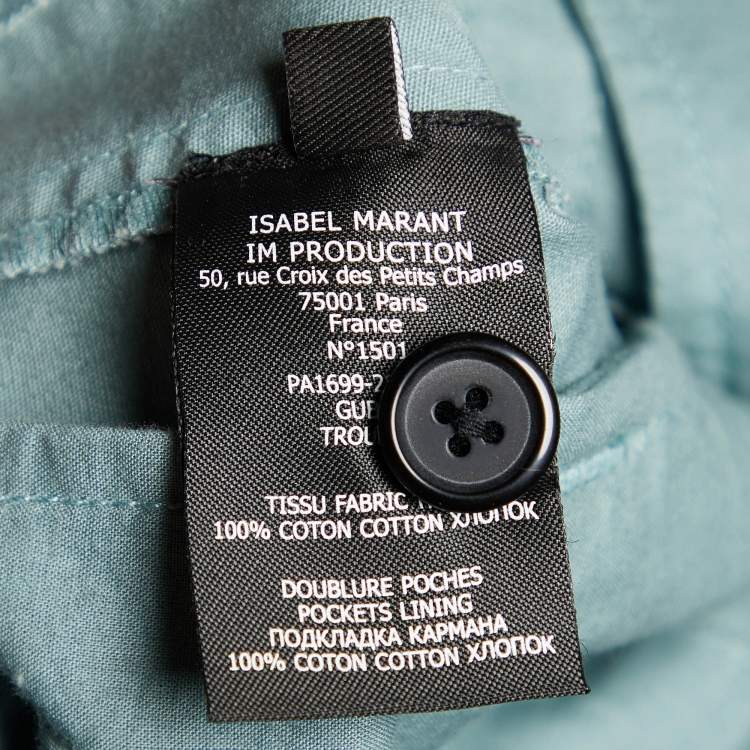 ISABEL MARANT
IM PRODUCTION
50, rue Croix des Petits Champs
75001 Paris
France
N°1501
TISSU FABRIC
100% COTON COTTON ХЛОПОК
DOUBLURE POCHES
POCKETS LINING
ПОДКЛАДКА КАРМАНА
100% COTON COTTON ХЛОПОК